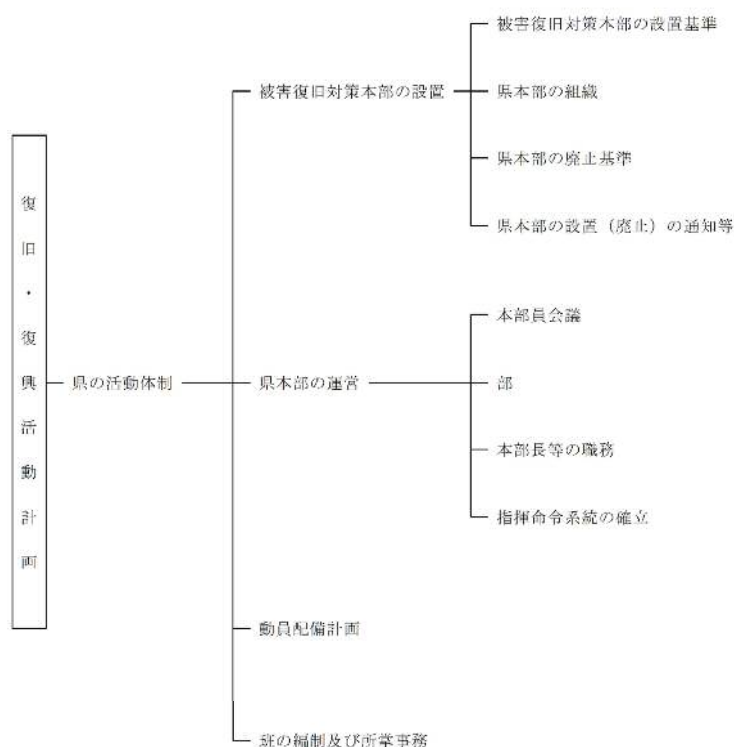 復旧・復興活動計画
県の活動体制
被害復旧対策本部の設置
被害復旧対策本部の設置基準
県本部の組織
県本部の廃止基準
県本部の設置（廃止）の通知等
県本部の運営
本部員会議
部
本部長等の職務
指揮命令系統の確立
動員配備計画
班の編制及び所掌事務